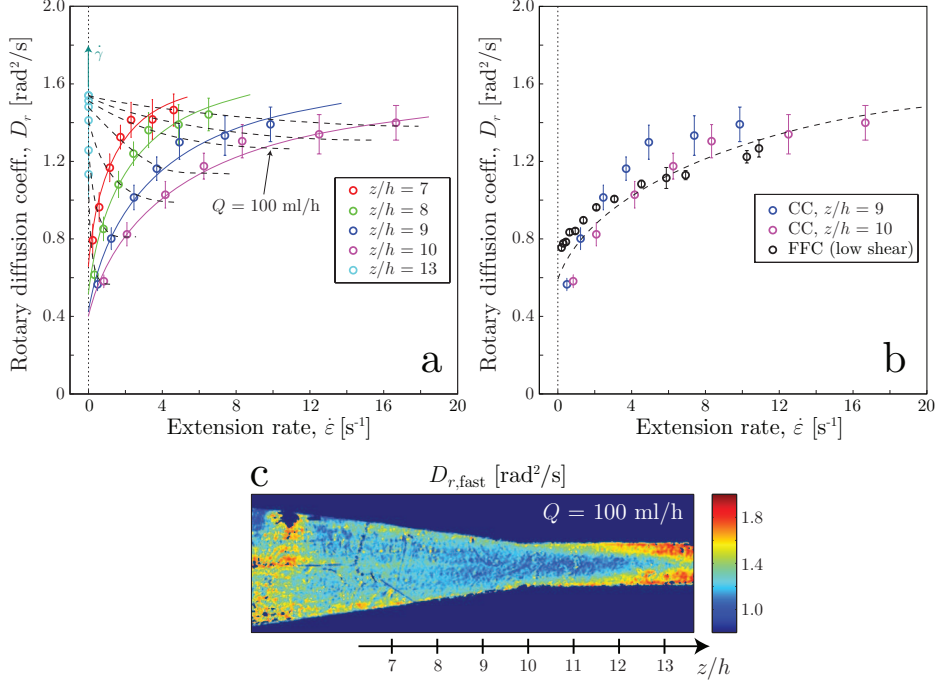 2.0
1.6
1.2
0.8
0.4
0
Rotary diffusion coeff., D_r [rad²/s]
γ̇
Q = 100 ml/h
z/h = 7
z/h = 8
z/h = 9
z/h = 10
z/h = 13
a
0 4 8 12 16 20
Extension rate, ε̇ [s⁻¹]
2.0
1.6
1.2
0.8
0.4
0
Rotary diffusion coeff., D_r [rad²/s]
CC, z/h = 9
CC, z/h = 10
FFC (low shear)
b
0 4 8 12 16 20
Extension rate, ε̇ [s⁻¹]
c
D_r,fast [rad²/s]
Q = 100 ml/h
1.8
1.4
1.0
7 8 9 10 11 12 13 z/h